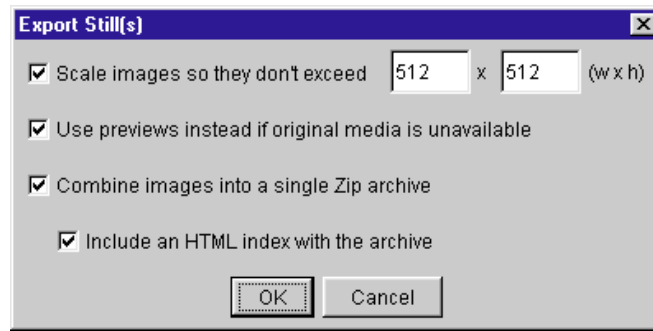 Export Still(s)
Scale images so they don't exceed 512 x 512 (w x h)
Use previews instead if original media is unavailable
Combine images into a single Zip archive
Include an HTML index with the archive
OK Cancel